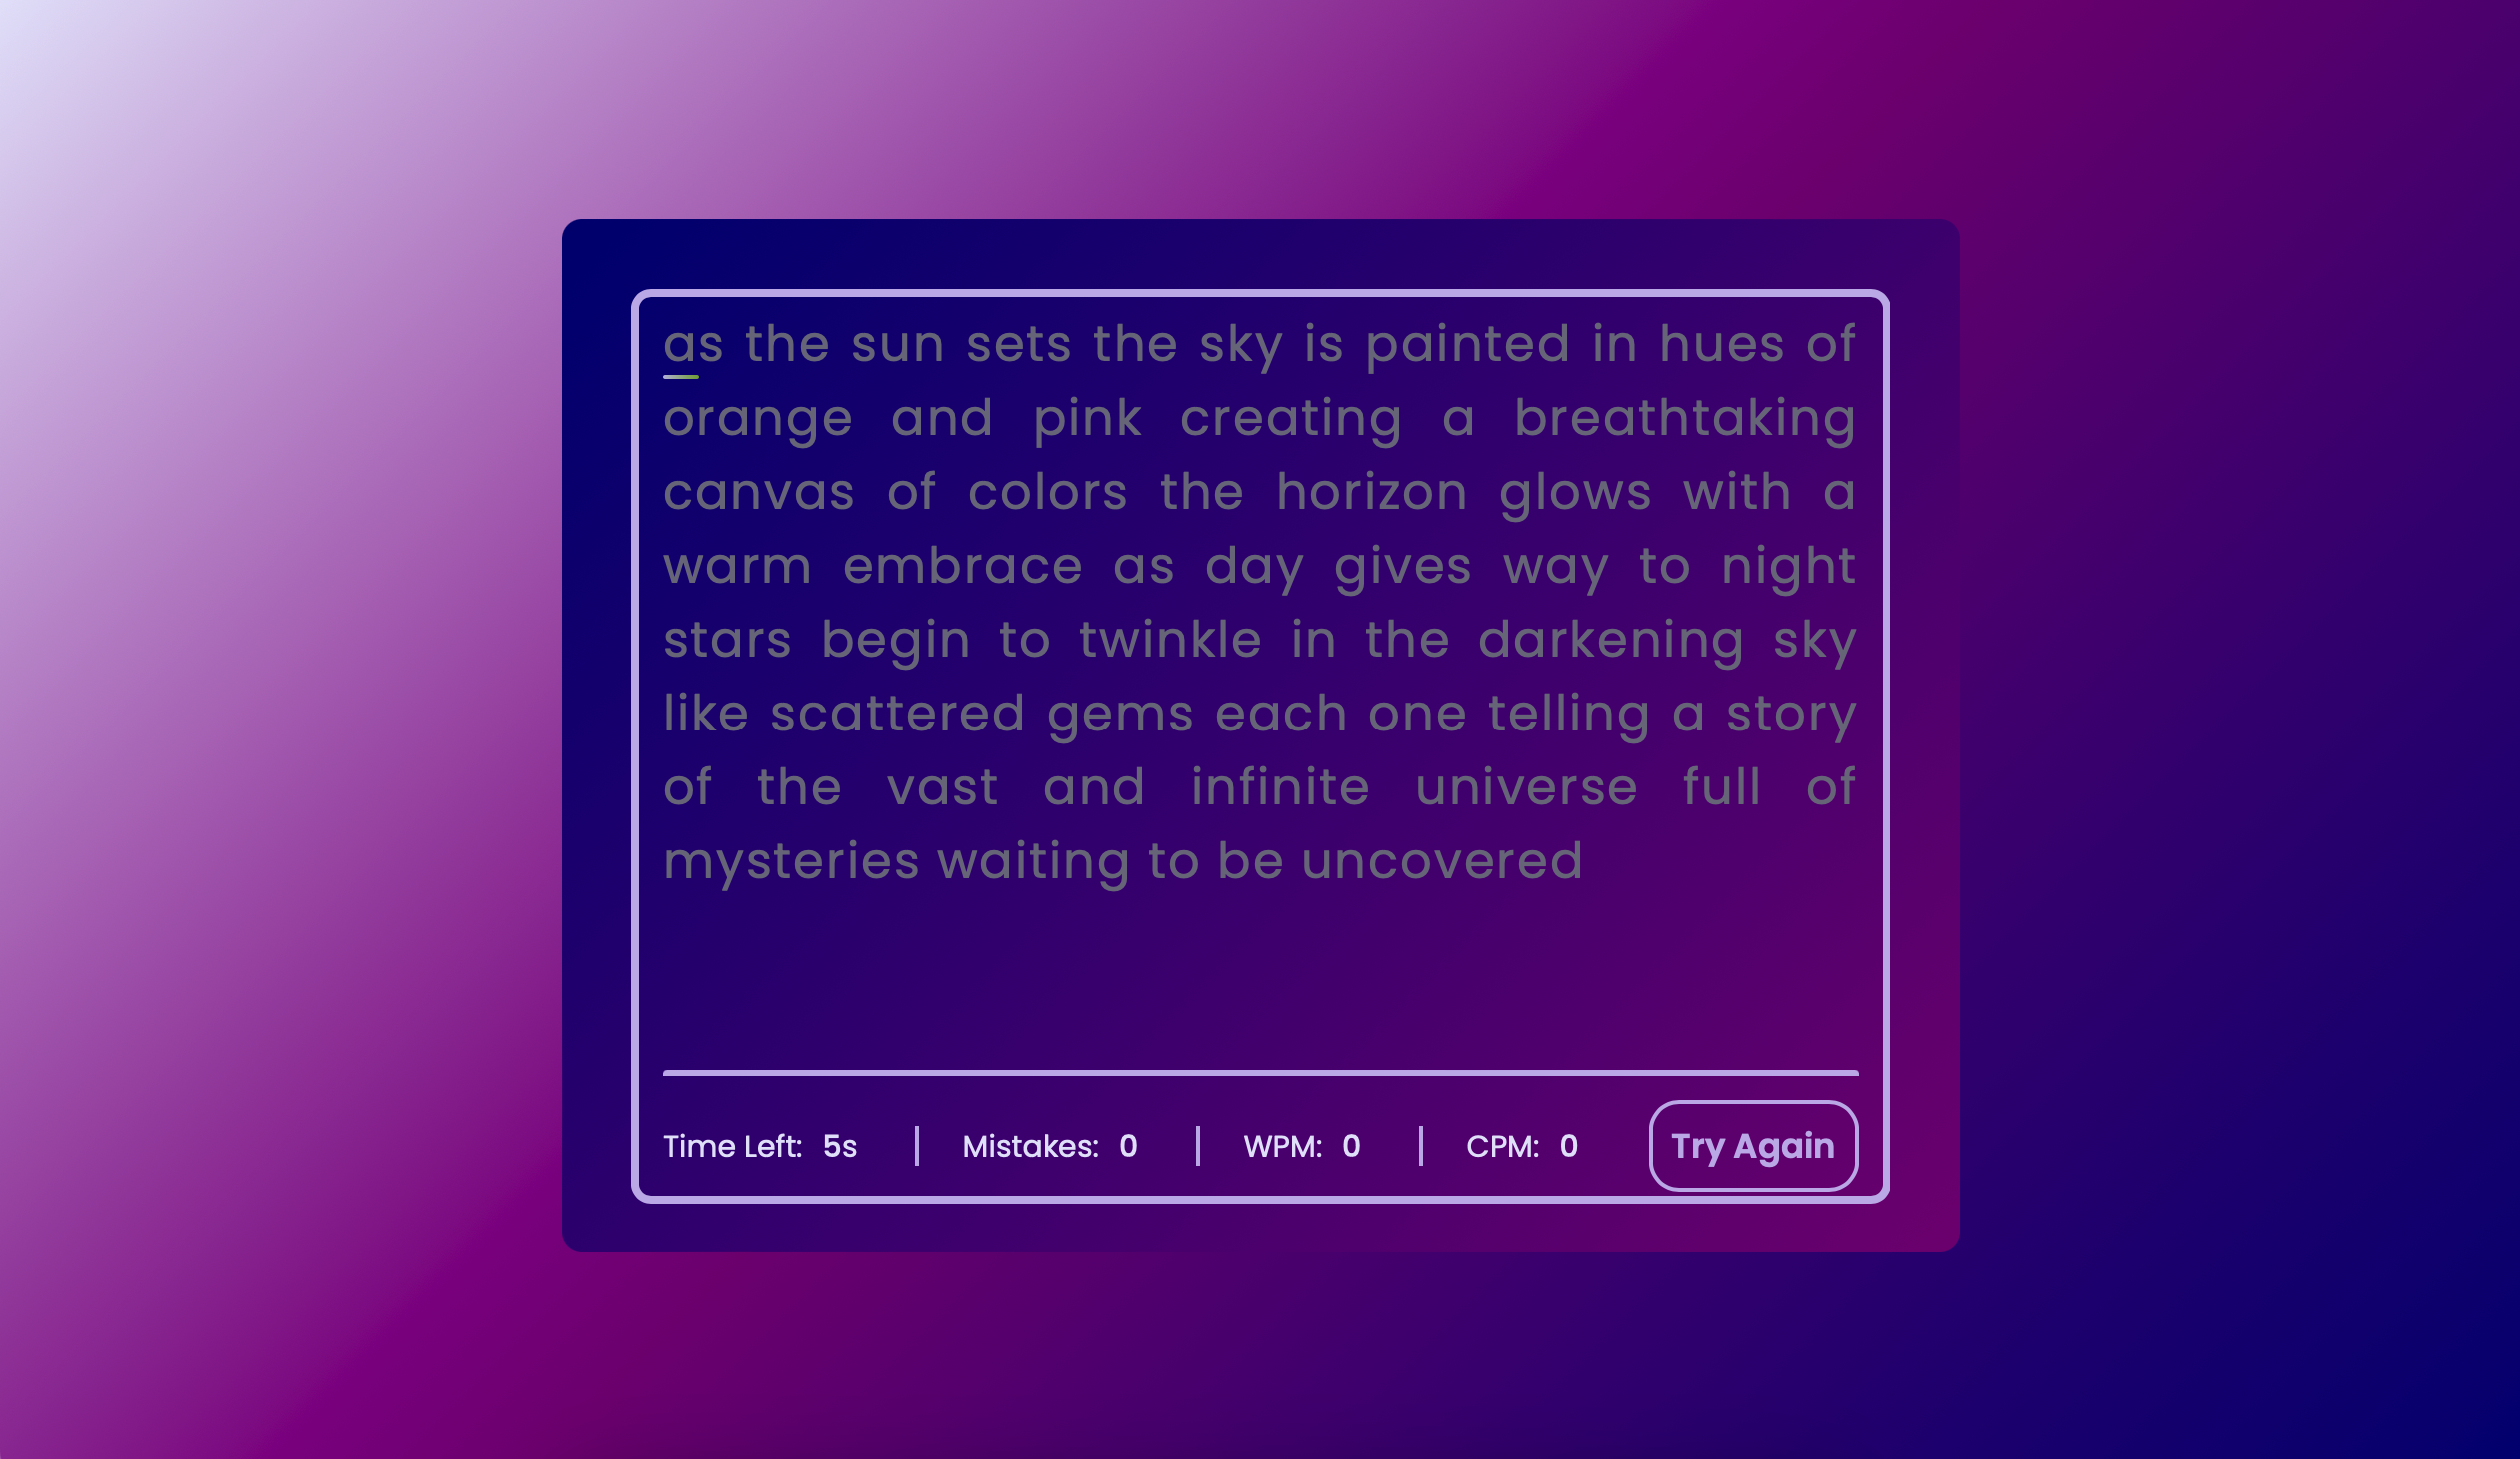 as the sun sets the sky is painted in hues of
orange and pink creating a breathtaking
canvas of colors the horizon glows with a
warm embrace as day gives way to night
stars begin to twinkle in the darkening sky
like scattered gems each one telling a story
of the vast and infinite universe full of
mysteries waiting to be uncovered
Time Left: 5s | Mistakes: 0 | WPM: 0 | CPM: 0 Try Again